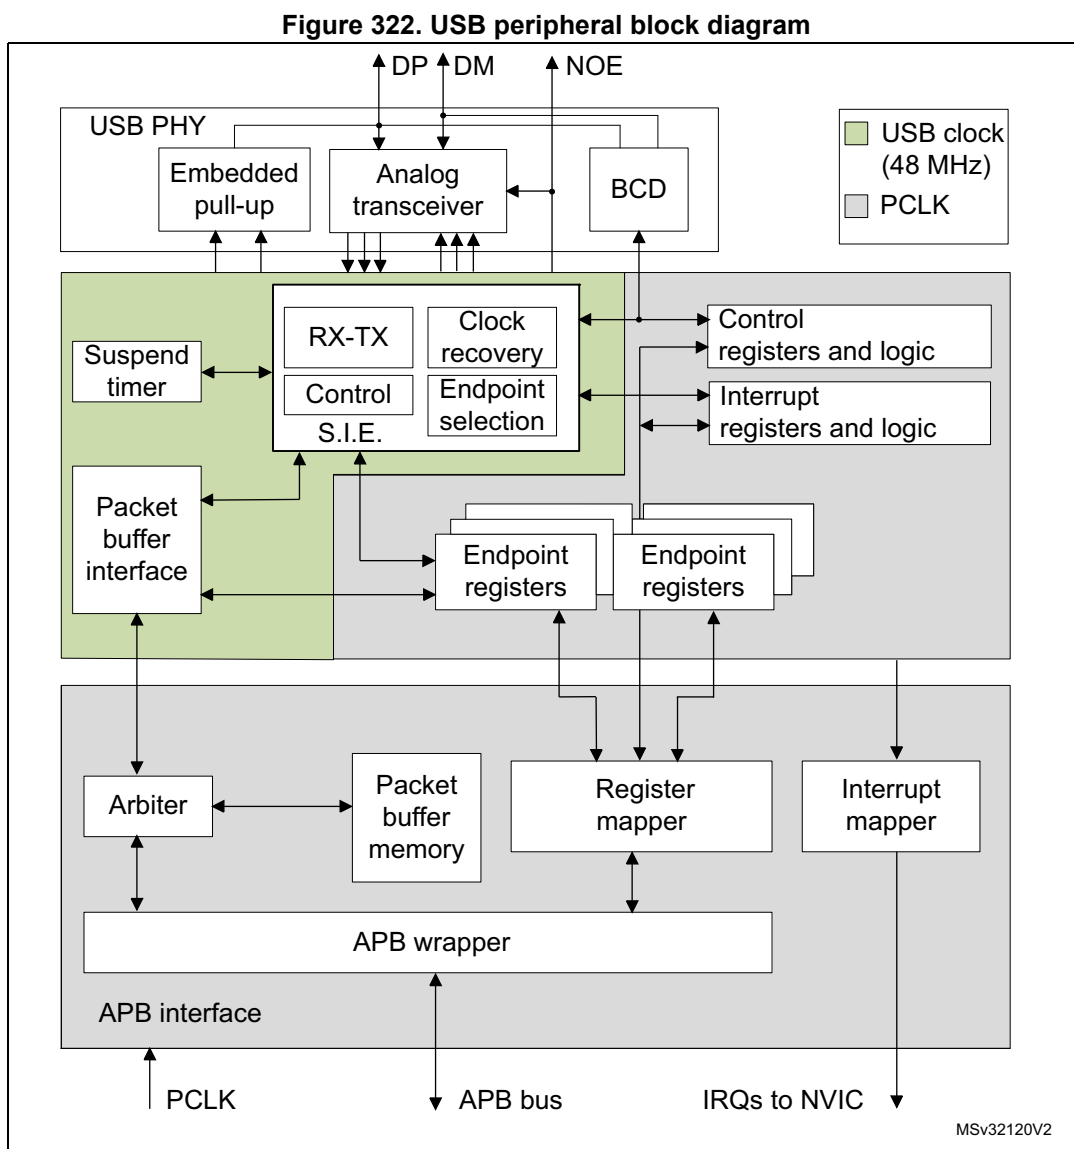 Figure 322. USB peripheral block diagram
DP
DM
NOE
USB PHY
Embedded
pull-up
Analog
transceiver
BCD
USB clock
(48 MHz)
PCLK
Suspend
timer
RX-TX
Clock
recovery
Control
Endpoint
selection
S.I.E.
Control
registers and logic
Interrupt
registers and logic
Packet
buffer
interface
Endpoint
registers
Endpoint
registers
Arbiter
Packet
buffer
memory
Register
mapper
Interrupt
mapper
APB wrapper
APB interface
PCLK
APB bus
IRQs to NVIC
MSv32120V2